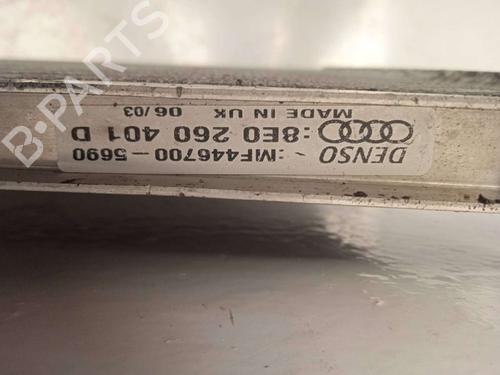 DENSO
:MF446700-5690
:8E0 260 401 D
MADE IN UK 06/03
B-PARTS